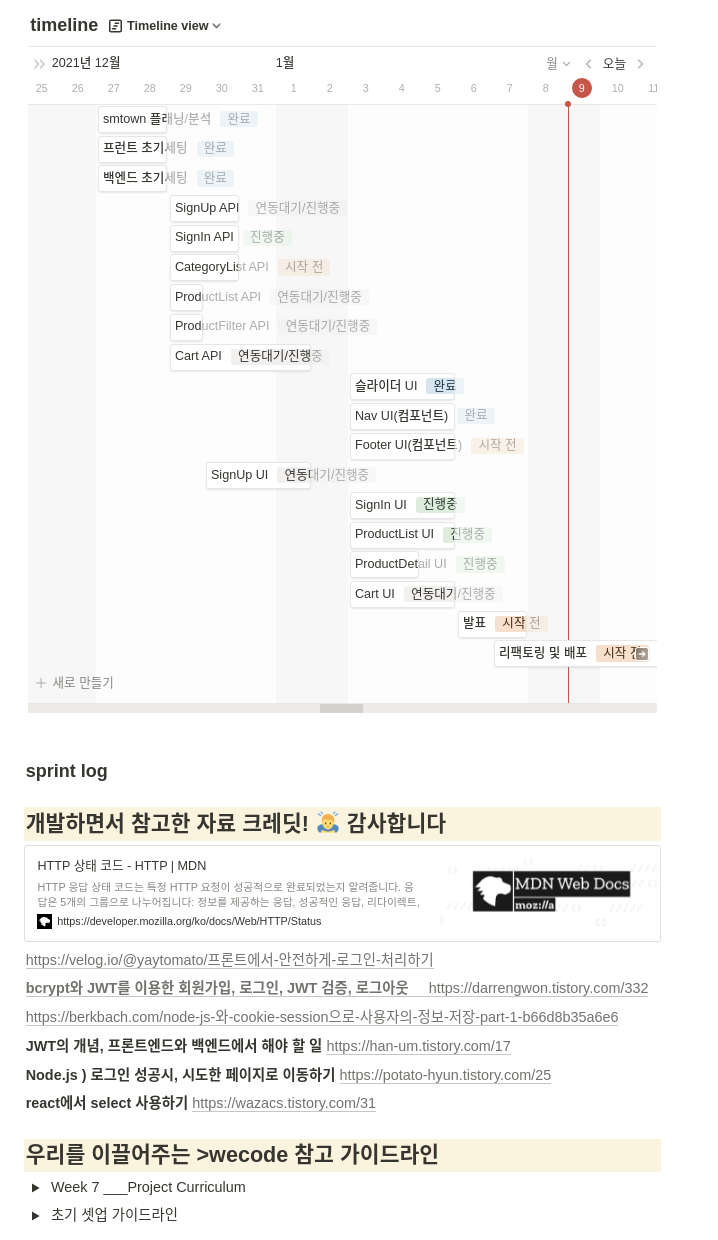 timeline Timeline view
2021년 12월 1월 월 오늘
25 26 27 28 29 30 31 1 2 3 4 5 6 7 8 9 10 11
smtown 플래닝/분석 완료
프런트 초기세팅 완료
백엔드 초기세팅 완료
SignUp API 연동대기/진행중
SignIn API 진행중
CategoryList API 시작 전
ProductList API 연동대기/진행중
ProductFilter API 연동대기/진행중
Cart API 연동대기/진행중
슬라이더 UI 완료
Nav UI(컴포넌트) 완료
Footer UI(컴포넌트) 시작 전
SignUp UI 연동대기/진행중
SignIn UI 진행중
ProductList UI 진행중
ProductDetail UI 진행중
Cart UI 연동대기/진행중
발표 시작 전
리팩토링 및 배포 시작 전
새로 만들기
sprint log
개발하면서 참고한 자료 크레딧! 🙇 감사합니다
HTTP 상태 코드 - HTTP | MDN
HTTP 응답 상태 코드는 특정 HTTP 요청이 성공적으로 완료되었는지 알려줍니다. 응
답은 5개의 그룹으로 나누어집니다: 정보를 제공하는 응답, 성공적인 응답, 리다이렉트,
https://developer.mozilla.org/ko/docs/Web/HTTP/Status
MDN Web Docs
moz://a
https://velog.io/@yaytomato/프론트에서-안전하게-로그인-처리하기
bcrypt와 JWT를 이용한 회원가입, 로그인, JWT 검증, 로그아웃 https://darrengwon.tistory.com/332
https://berkbach.com/node-js-와-cookie-session으로-사용자의-정보-저장-part-1-b66d8b35a6e6
JWT의 개념, 프론트엔드와 백엔드에서 해야 할 일 https://han-um.tistory.com/17
Node.js ) 로그인 성공시, 시도한 페이지로 이동하기 https://potato-hyun.tistory.com/25
react에서 select 사용하기 https://wazacs.tistory.com/31
우리를 이끌어주는 >wecode 참고 가이드라인
Week 7 ___Project Curriculum
초기 셋업 가이드라인